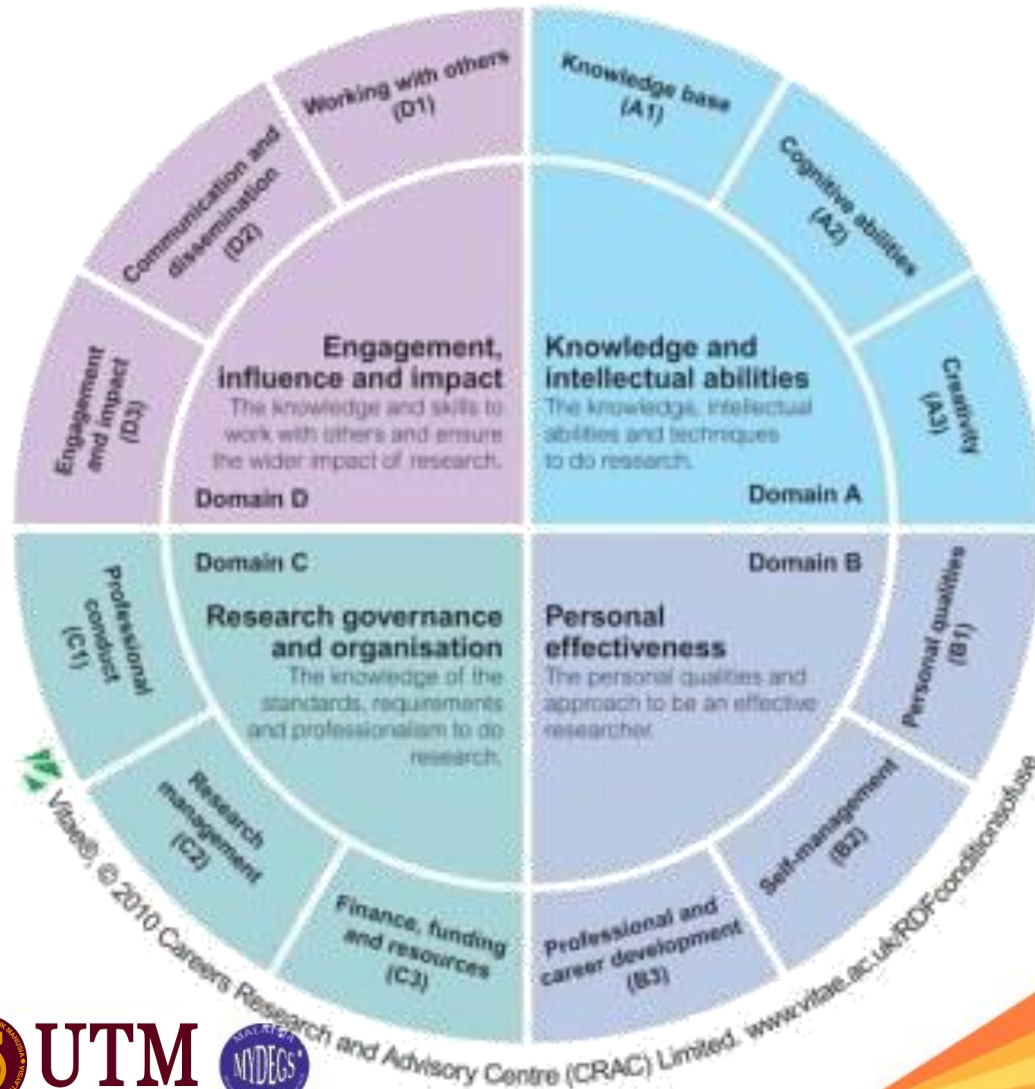 Working with others
(D1)
Knowledge base
(A1)
Communication and
dissemination
(D2)
Cognitive abilities
(A2)
Engagement
and impact
(D3)
Creativity
(A3)
Engagement,
influence and impact
The knowledge and skills to
work with others and ensure
the wider impact of research.
Domain D
Knowledge and
intellectual abilities
The knowledge, intellectual
abilities and techniques
to do research.
Domain A
Domain C
Research governance
and organisation
The knowledge of the
standards, requirements
and professionalism to do
research.
Domain B
Personal
effectiveness
The personal qualities and
approach to be an effective
researcher.
Professional
conduct
(C1)
Personal qualities
(B1)
Research
management
(C2)
Self-management
(B2)
Finance, funding
and resources
(C3)
Professional and
career development
(B3)
Vitae®, © 2010 Careers Research and Advisory Centre (CRAC) Limited. www.vitae.ac.uk/RDFconditionsofuse
UTM
MALAYSIA
MYDEGS